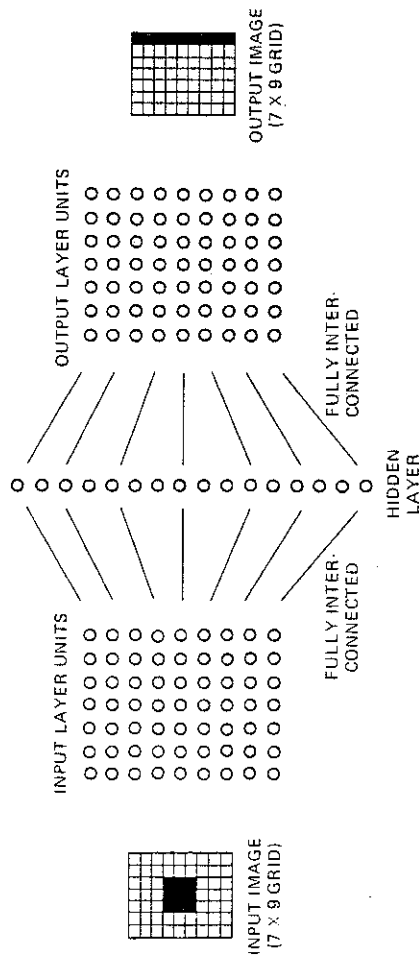 INPUT IMAGE
(7 X 9 GRID)
INPUT LAYER UNITS
FULLY INTER-
CONNECTED
HIDDEN
LAYER
FULLY INTER-
CONNECTED
OUTPUT LAYER UNITS
OUTPUT IMAGE
(7 X 9 GRID)